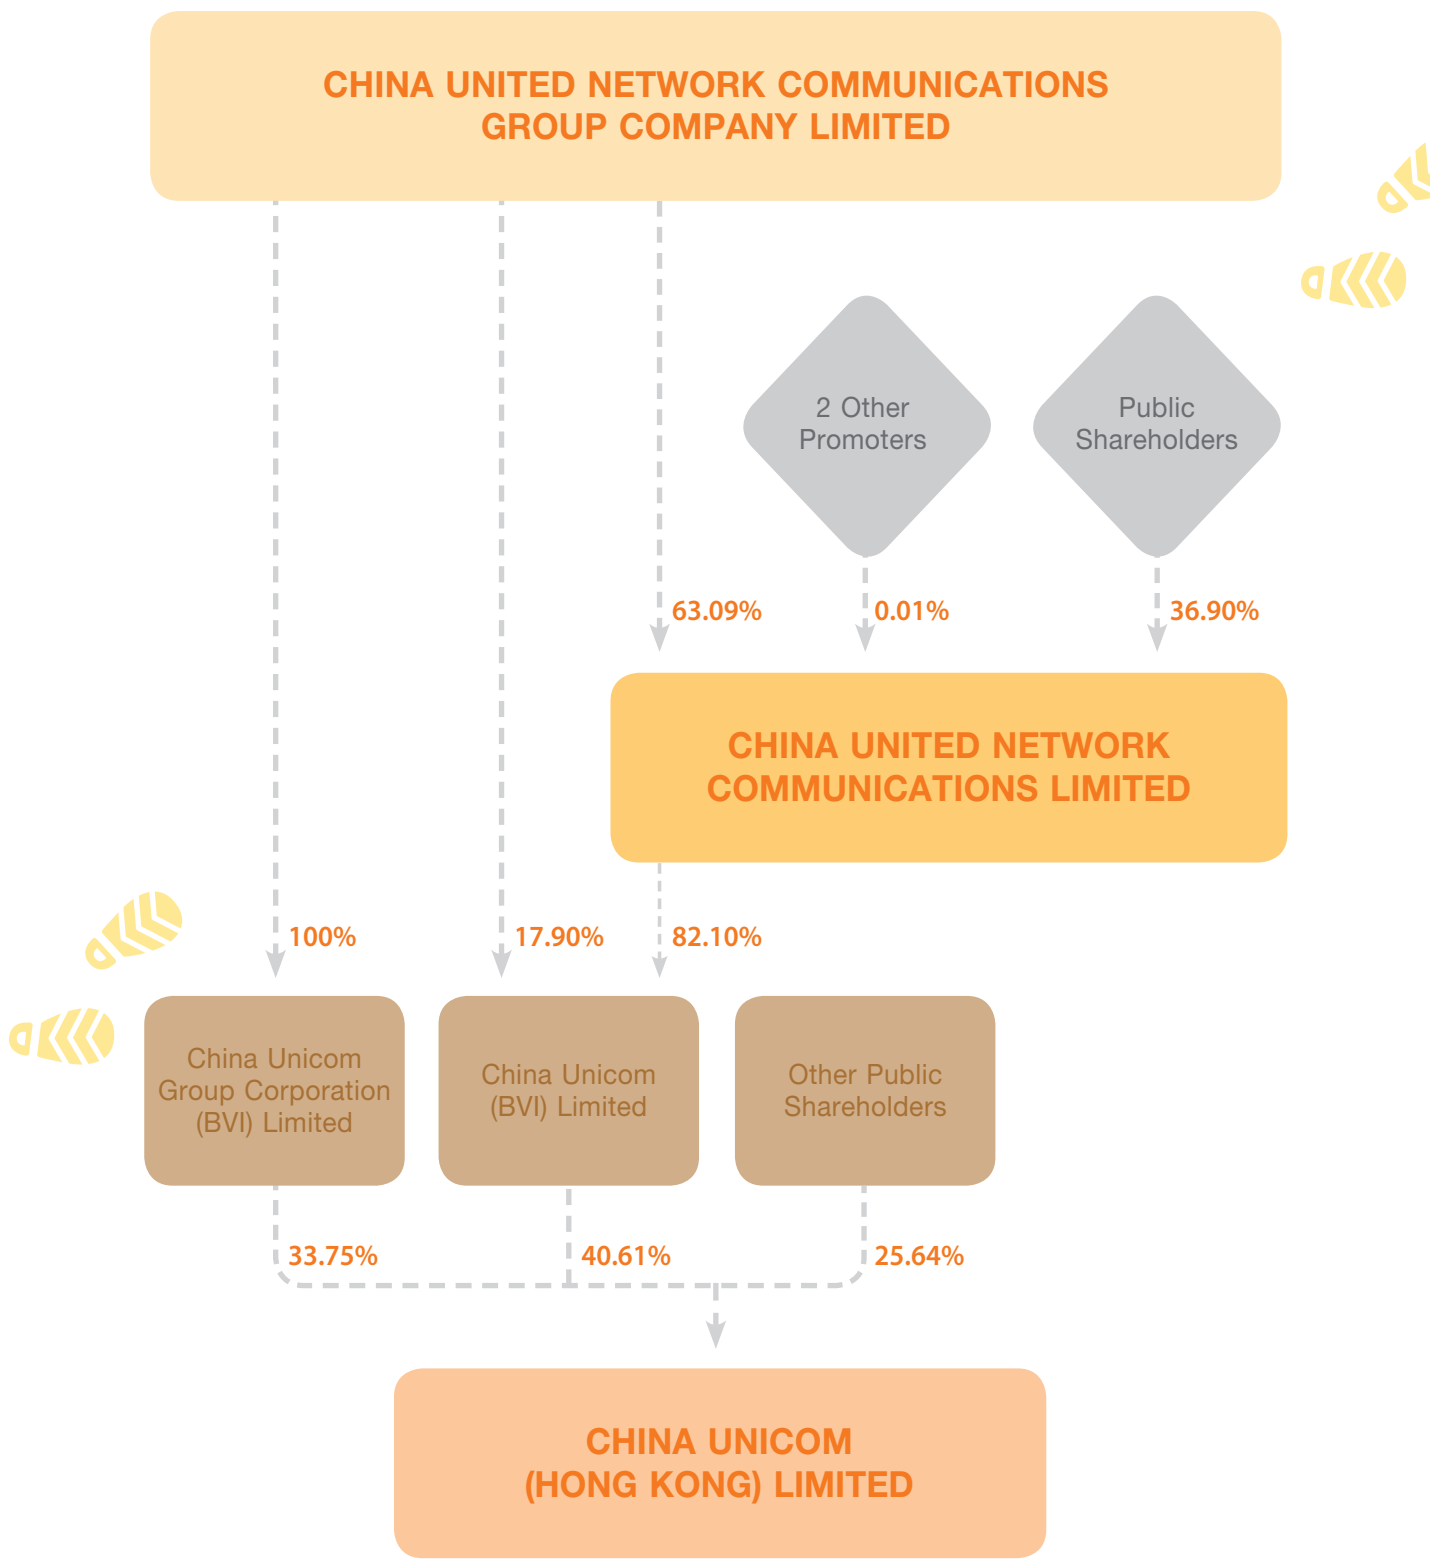 CHINA UNITED NETWORK COMMUNICATIONS
GROUP COMPANY LIMITED
2 Other
Promoters
Public
Shareholders
63.09%
0.01%
36.90%
CHINA UNITED NETWORK
COMMUNICATIONS LIMITED
100%
17.90%
82.10%
China Unicom
Group Corporation
(BVI) Limited
China Unicom
(BVI) Limited
Other Public
Shareholders
33.75%
40.61%
25.64%
CHINA UNICOM
(HONG KONG) LIMITED